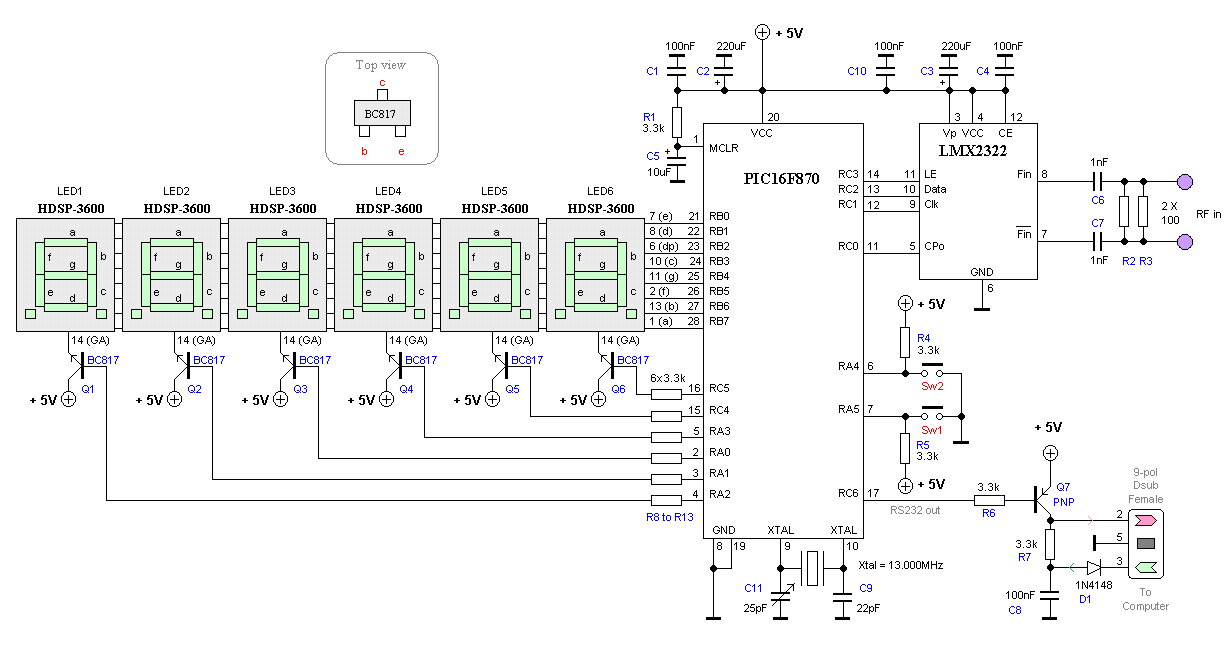 + 5V
100nF
220uF
100nF
220uF
100nF
C1
C2
+
C10
C3
+
C4
Top view
c
BC817
b
e
R1
3.3k
C5
+
10uF
1
MCLR
20
VCC
3
4
12
Vp
VCC
CE
LMX2322
PIC16F870
RC3
14
11
LE
RC2
13
10
Data
RC1
12
9
Clk
RC0
11
5
CPo
Fin
8
Fin
7
GND
6
1nF
C6
C7
1nF
2 X
100
R2
R3
RF in
LED1
LED2
LED3
LED4
LED5
LED6
HDSP-3600
HDSP-3600
HDSP-3600
HDSP-3600
HDSP-3600
HDSP-3600
a
f
b
g
e
d
c
a
f
b
g
e
d
c
a
f
b
g
e
d
c
a
f
b
g
e
d
c
a
f
b
g
e
d
c
a
f
b
g
e
d
c
7 (e)
21
RB0
8 (d)
22
RB1
6 (dp)
23
RB2
10 (c)
24
RB3
11 (g)
25
RB4
2 (f)
26
RB5
13 (b)
27
RB6
1 (a)
28
RB7
14 (GA)
14 (GA)
14 (GA)
14 (GA)
14 (GA)
14 (GA)
BC817
BC817
BC817
BC817
BC817
BC817
Q1
Q2
Q3
Q4
Q5
Q6
+ 5V
+ 5V
+ 5V
+ 5V
+ 5V
+ 5V
6x3.3k
16
RC5
15
RC4
5
RA3
2
RA0
3
RA1
4
RA2
R8 to R13
+ 5V
R4
3.3k
RA4
6
Sw2
RA5
7
Sw1
R5
3.3k
+ 5V
RC6
17
RS232 out
3.3k
R6
+ 5V
Q7
PNP
3.3k
R7
100nF
C8
1N4148
D1
9-pol
Dsub
Female
2
5
3
To
Computer
GND
8
19
XTAL
9
XTAL
10
Xtal = 13.000MHz
C11
25pF
C9
22pF